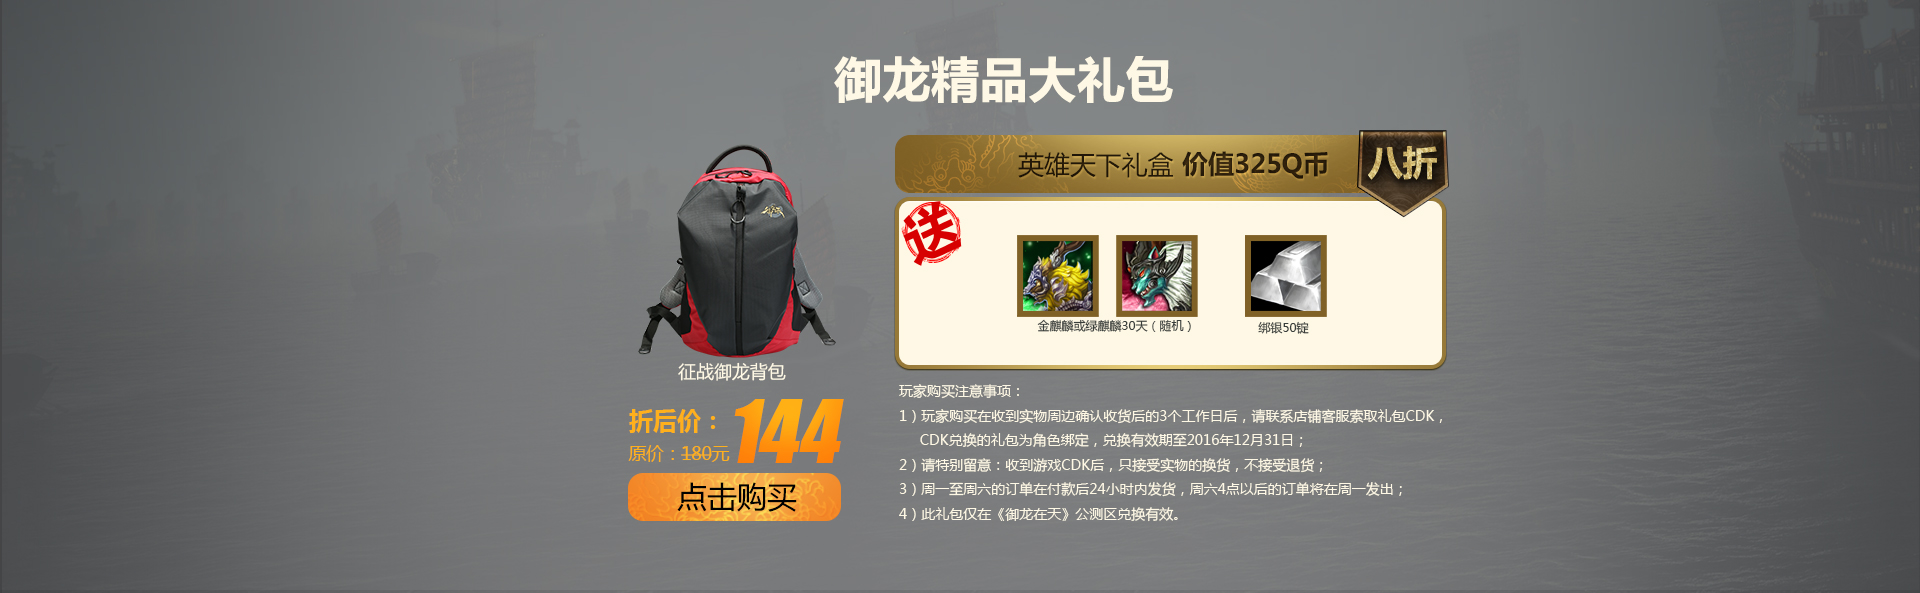 御龙精品大礼包
英雄天下礼盒 价值325Q币
八折
送
金麒麟或绿麒麟30天（随机）
绑银50锭
征战御龙背包
折后价：144
原价：180元
点击购买
玩家购买注意事项：
1）玩家购买在收到实物周边确认收货后的3个工作日后，请联系店铺客服索取礼包CDK，
CDK兑换的礼包为角色绑定，兑换有效期至2016年12月31日；
2）请特别留意：收到游戏CDK后，只接受实物的换货，不接受退货；
3）周一至周六的订单在付款后24小时内发货，周六4点以后的订单将在周一发出；
4）此礼包仅在《御龙在天》公测区兑换有效。